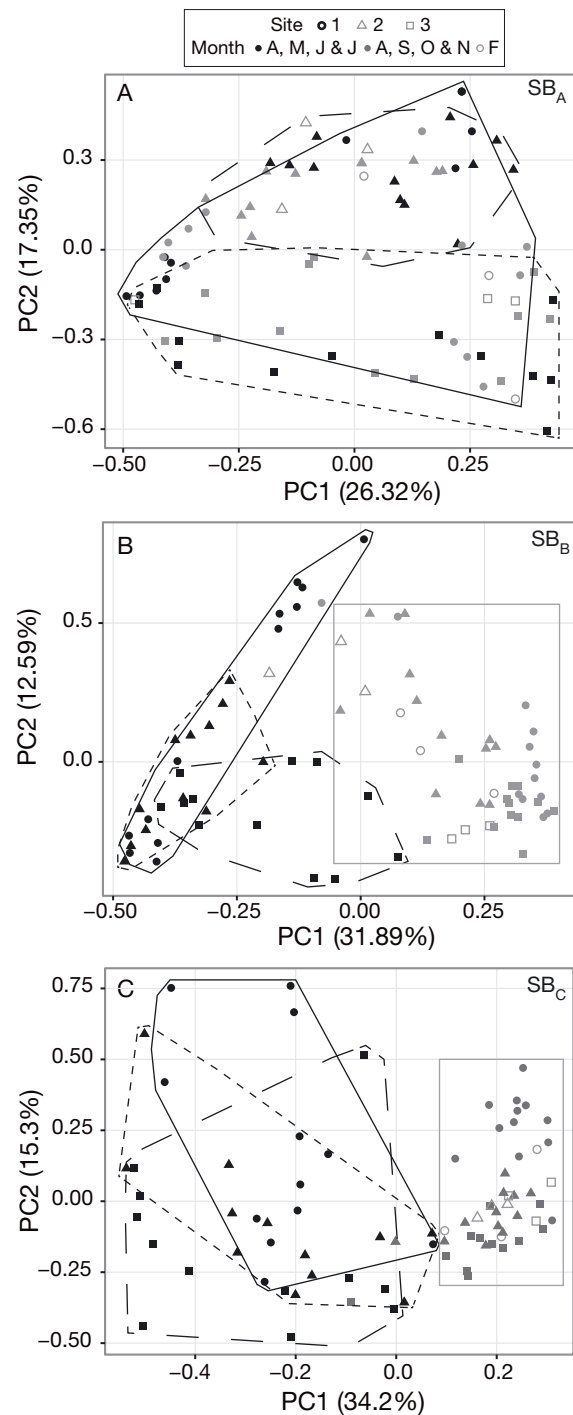 Site 1 2 3
Month A, M, J & J A, S, O & N F
A SB_A
0.3
0.0
−0.3
−0.6
PC2 (17.35%)
−0.50 −0.25 0.00 0.25
PC1 (26.32%)
B SB_B
0.5
0.0
PC2 (12.59%)
−0.50 −0.25 0.00 0.25
PC1 (31.89%)
C SB_C
0.75
0.50
0.25
0.00
−0.25
−0.50
PC2 (15.3%)
−0.4 −0.2 0.0 0.2
PC1 (34.2%)